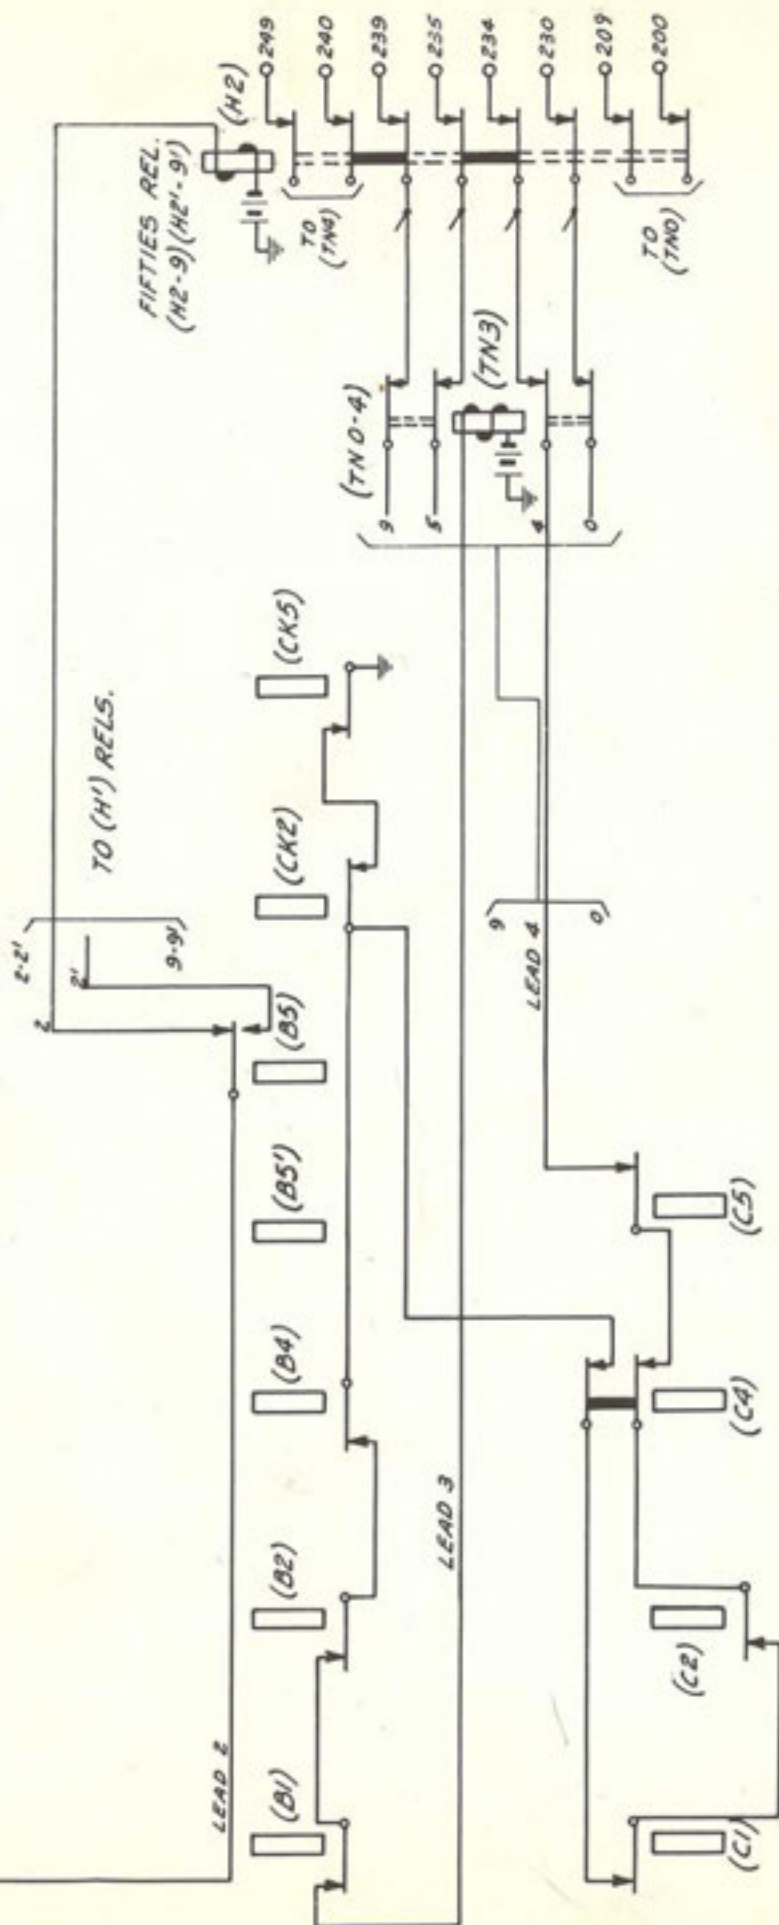 249
240
239
235
234
230
209
200
(H2)
FIFTIES REL.
(H2-9)(H2'-9')
TO
(TN4)
TO
(TN0)
(TN3)
(TN 0-4)
9
5
4
0
(CK5)
TO (H') RELS.
(CK2)
2-2'
2'
9-9'
2
9
0
LEAD 4
(B5)
(B5')
(C5)
(B4)
(C4)
LEAD 3
(B2)
(C2)
LEAD 2
(B1)
(C1)